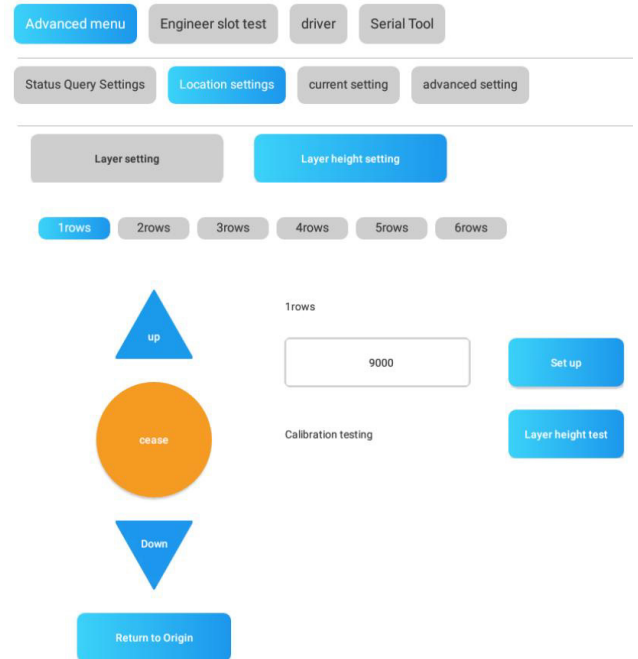 Advanced menu Engineer slot test driver Serial Tool
Status Query Settings Location settings current setting advanced setting
Layer setting Layer height setting
1rows 2rows 3rows 4rows 5rows 6rows
1rows
up
9000 Set up
cease
Calibration testing Layer height test
Down
Return to Origin